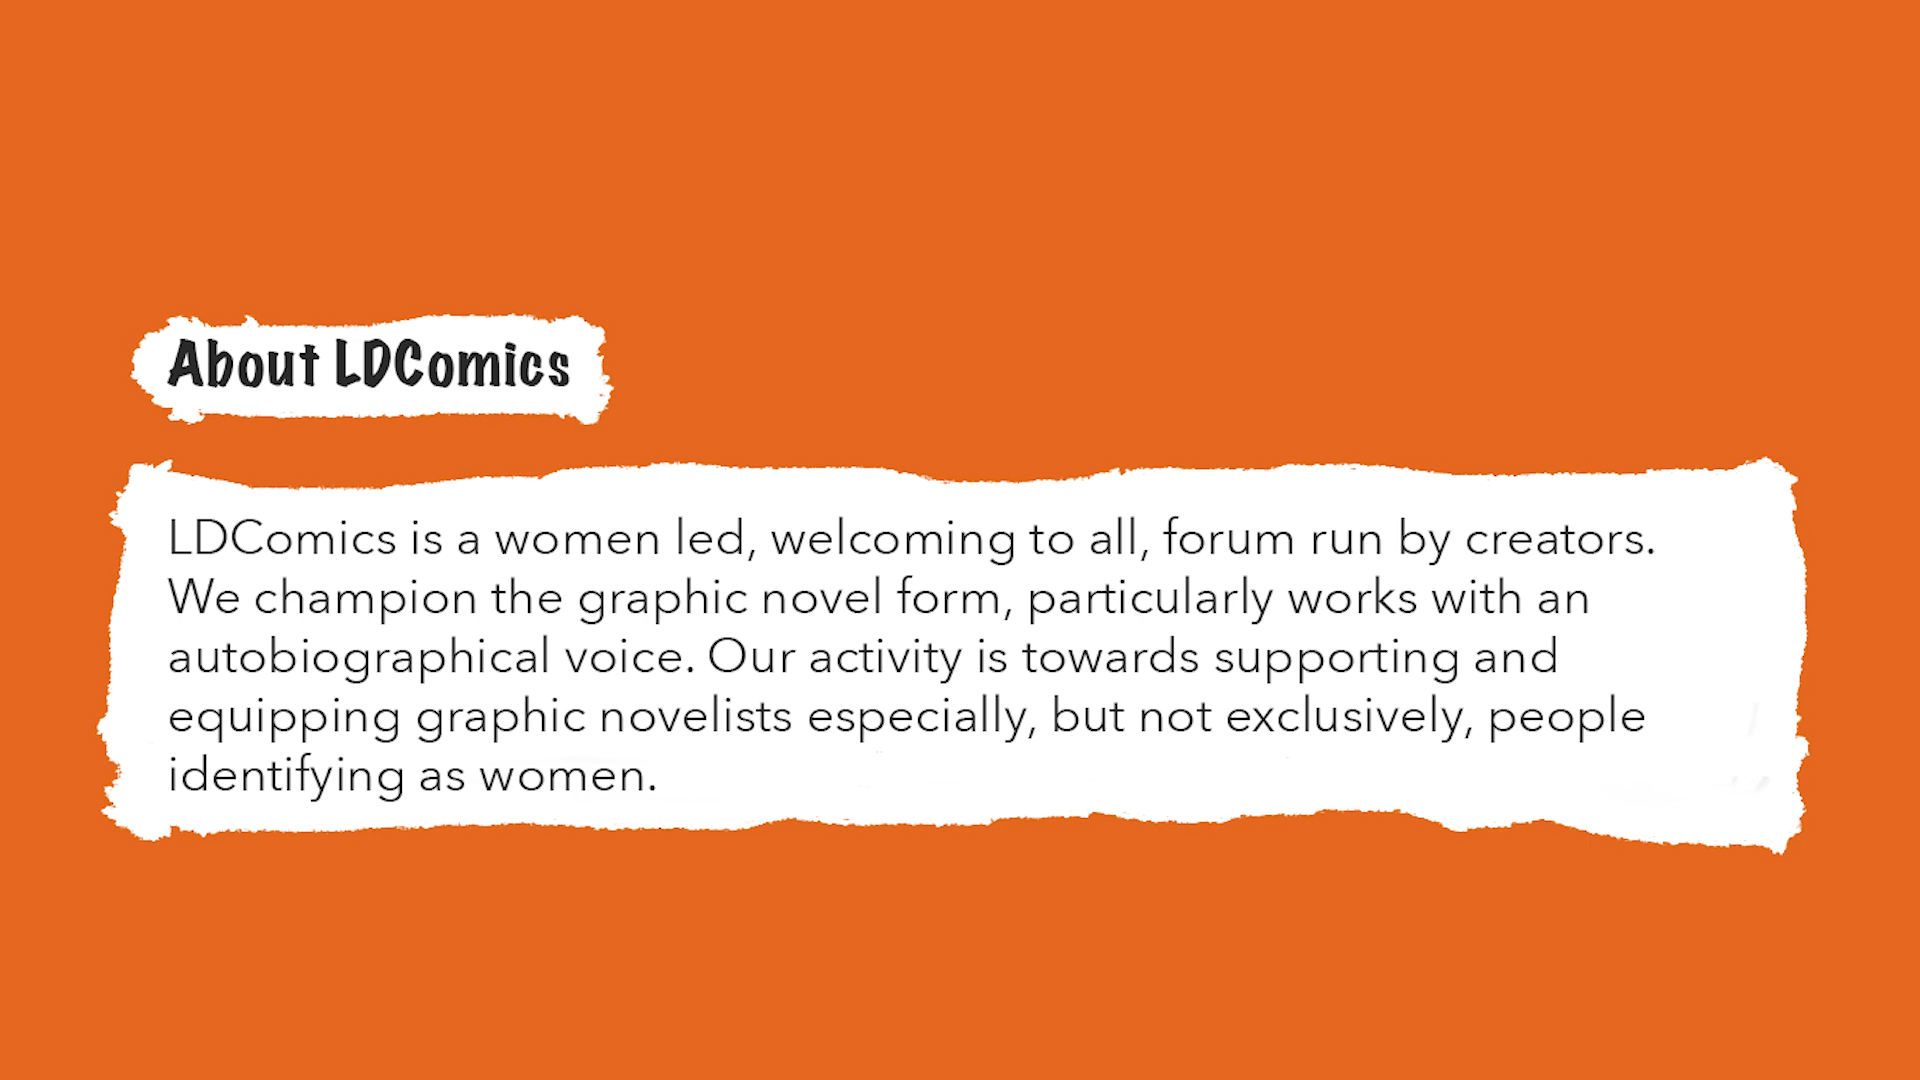 About LDComics
LDComics is a women led, welcoming to all, forum run by creators.
We champion the graphic novel form, particularly works with an
autobiographical voice. Our activity is towards supporting and
equipping graphic novelists especially, but not exclusively, people
identifying as women.